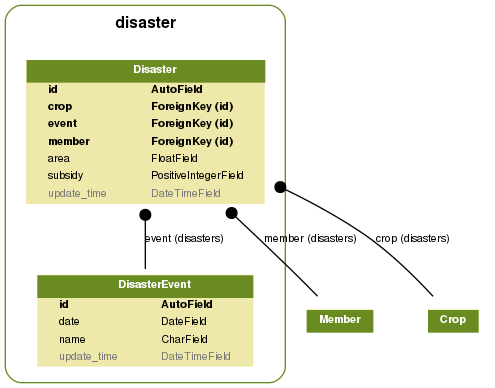 disaster
Disaster
id AutoField
crop ForeignKey (id)
event ForeignKey (id)
member ForeignKey (id)
area FloatField
subsidy PositiveIntegerField
update_time DateTimeField
event (disasters) member (disasters) crop (disasters)
DisasterEvent
id AutoField
date DateField
name CharField
update_time DateTimeField
Member Crop